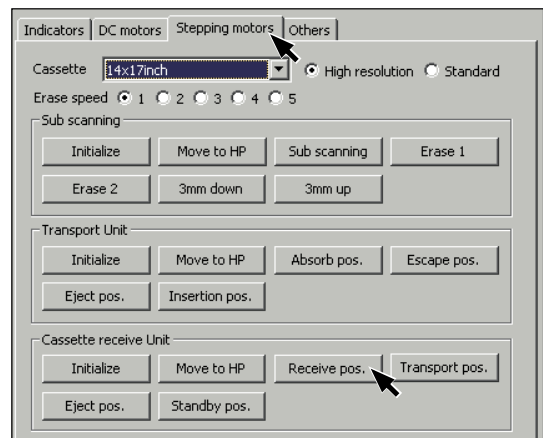 Indicators DC motors Stepping motors Others
Cassette 14x17inch High resolution Standard
Erase speed 1 2 3 4 5
Sub scanning
Initialize Move to HP Sub scanning Erase 1
Erase 2 3mm down 3mm up
Transport Unit
Initialize Move to HP Absorb pos. Escape pos.
Eject pos. Insertion pos.
Cassette receive Unit
Initialize Move to HP Receive pos. Transport pos.
Eject pos. Standby pos.